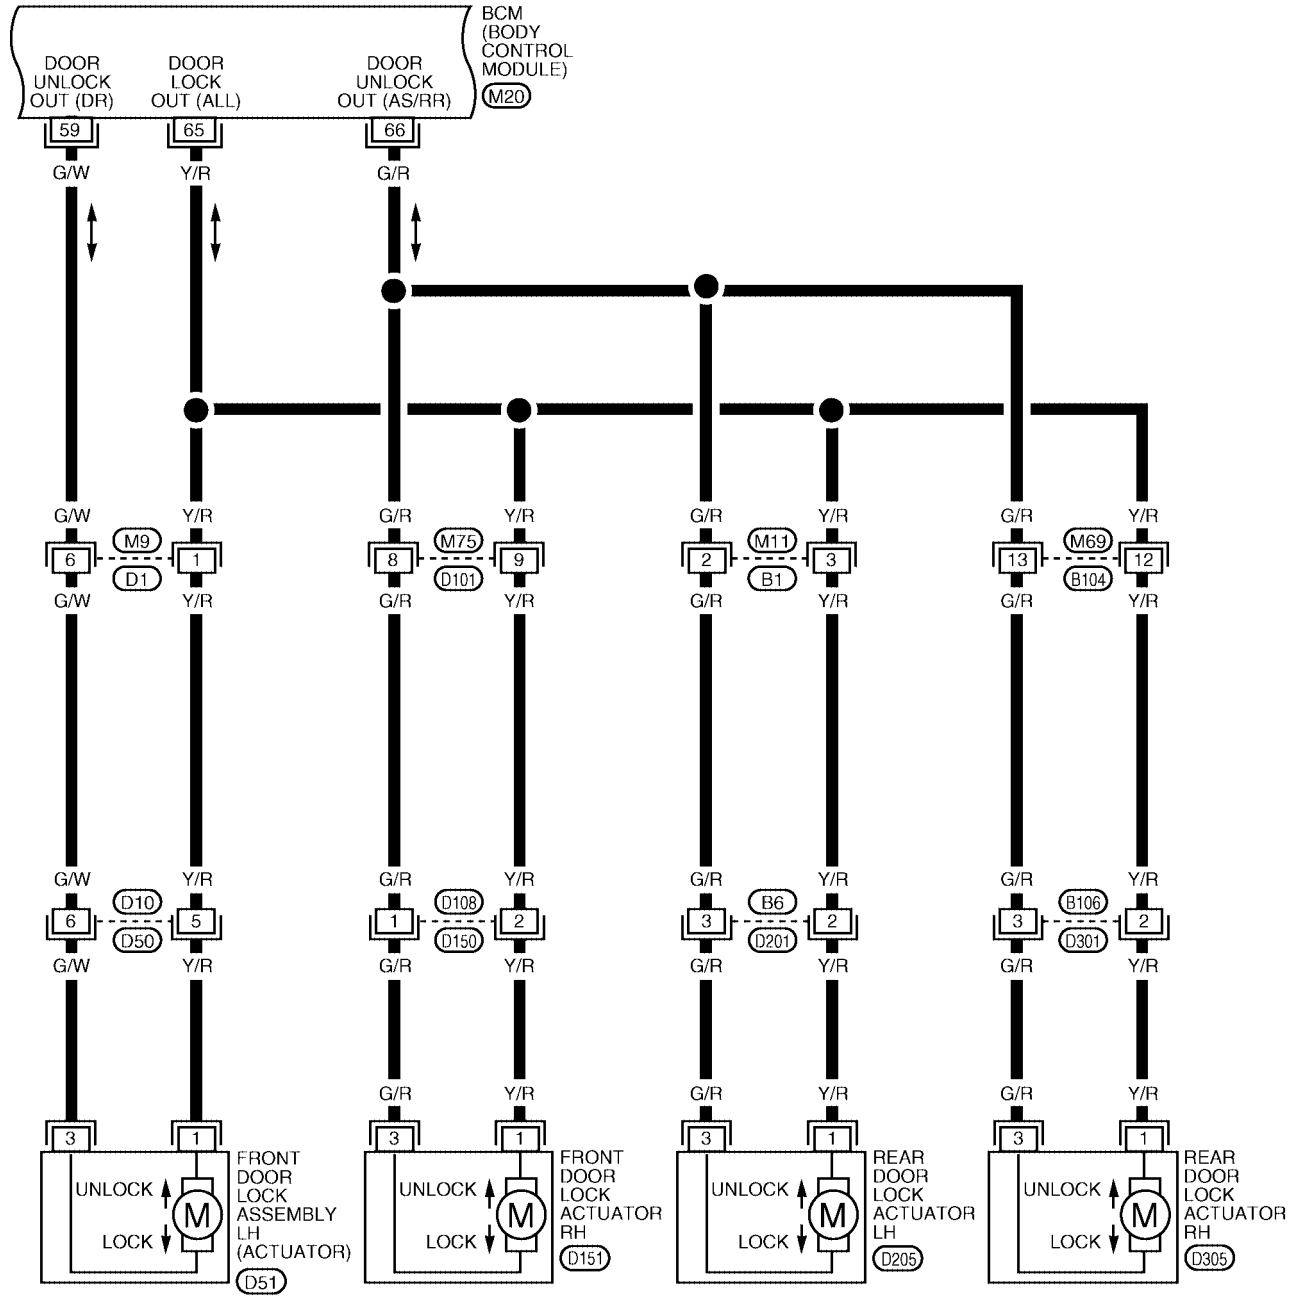 BCM
(BODY
CONTROL
MODULE)
M20
DOOR
UNLOCK
OUT (DR)
DOOR
LOCK
OUT (ALL)
DOOR
UNLOCK
OUT (AS/RR)
59
65
66
G/W
Y/R
G/R
G/W
Y/R
G/R
Y/R
G/R
Y/R
G/R
Y/R
M9
M75
M11
M69
6
1
8
9
2
3
13
12
D1
D101
B1
B104
G/W
Y/R
G/R
Y/R
G/R
Y/R
G/R
Y/R
G/W
Y/R
G/R
Y/R
G/R
Y/R
G/R
Y/R
D10
D108
B6
B106
6
5
1
2
3
2
3
2
D50
D150
D201
D301
G/W
Y/R
G/R
Y/R
G/R
Y/R
G/R
Y/R
G/R
Y/R
G/R
Y/R
G/R
Y/R
3
1
3
1
3
1
3
1
UNLOCK
LOCK
M
FRONT
DOOR
LOCK
ASSEMBLY
LH
(ACTUATOR)
D51
UNLOCK
LOCK
M
FRONT
DOOR
LOCK
ACTUATOR
RH
D151
UNLOCK
LOCK
M
REAR
DOOR
LOCK
ACTUATOR
LH
D205
UNLOCK
LOCK
M
REAR
DOOR
LOCK
ACTUATOR
RH
D305